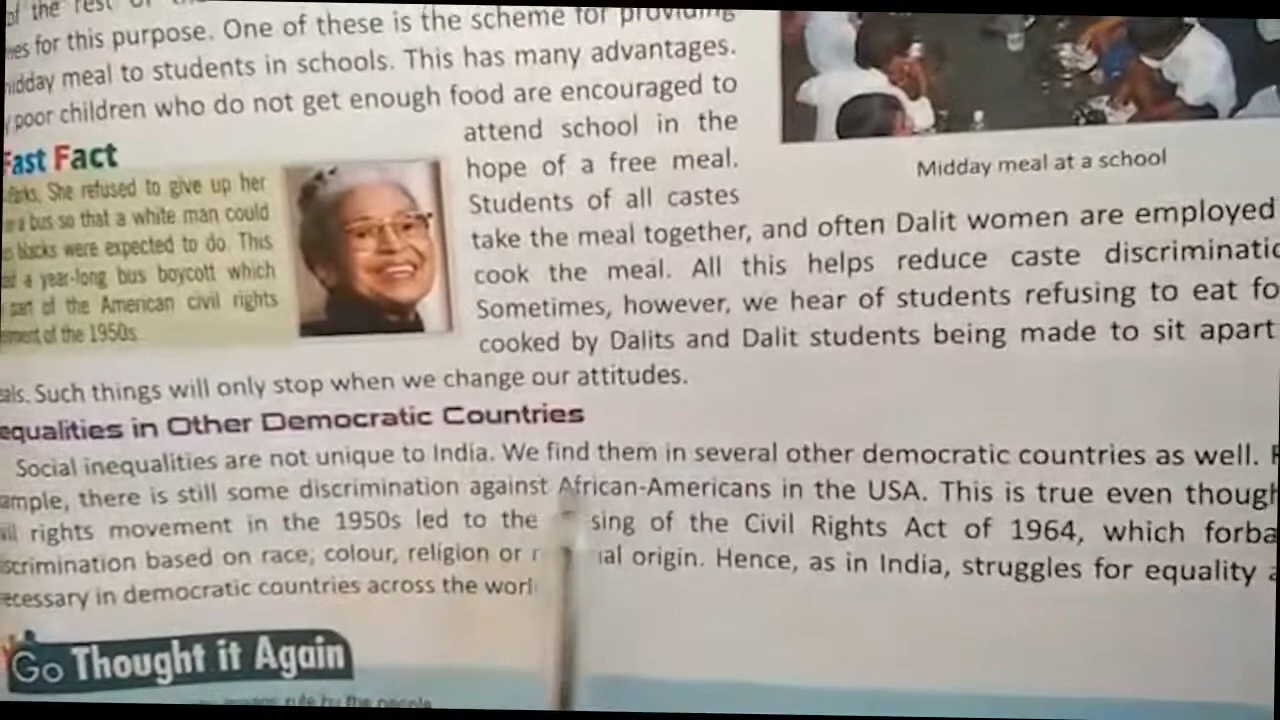 of the rest of
for this purpose. One of these is the scheme for providing
midday meal to students in schools. This has many advantages.
poor children who do not get enough food are encouraged to
attend school in the
hope of a free meal.
Students of all castes
take the meal together, and often Dalit women are employed
cook the meal. All this helps reduce caste
Sometimes, however, we hear of students refusing to eat
cooked by Dalits and Dalit students being made to sit apart
Such things will only stop when we change our attitudes.
Fast Fact
She refused to give up her
a bus so that a white man could
blacks were expected to do. This
a year-long bus boycott which
part of the American civil rights
of the 1950s.
Midday meal at a school
equalities in Other Democratic Countries
Social inequalities are not unique to India. We find them in several other democratic countries as well.
ample, there is still some discrimination against African-Americans in the USA. This is true even though
rights movement in the 1950s led to the sing of the Civil Rights Act of 1964, which forba
scrimination based on race, colour, religion or origin. Hence, as in India, struggles for equality
ecessary in democratic countries across the worl
Go Thought it Again
rule by the people